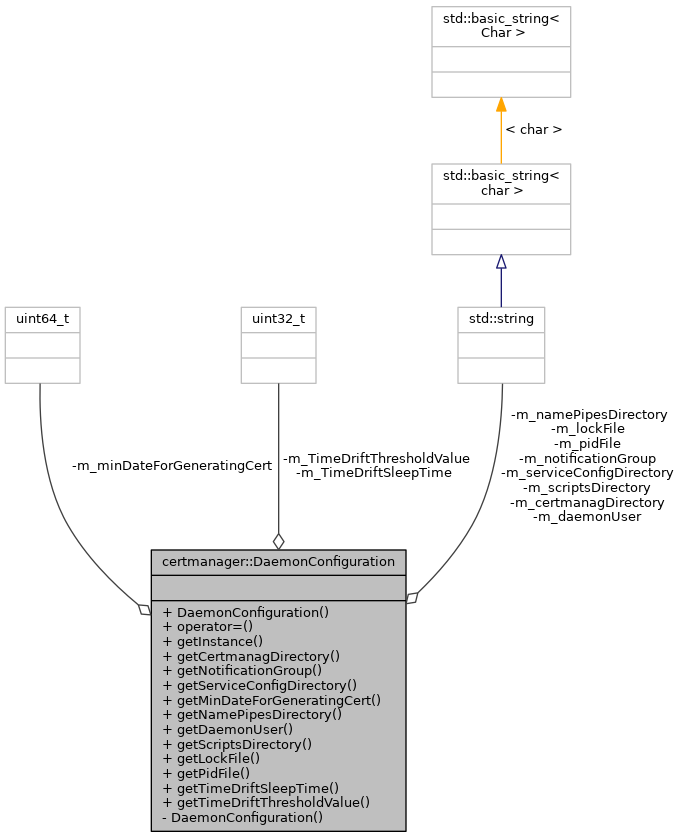 std::basic_string<
Char >
< char >
std::basic_string<
char >
uint64_t
uint32_t
std::string
-m_minDateForGeneratingCert
-m_TimeDriftThresholdValue
-m_TimeDriftSleepTime
-m_namePipesDirectory
-m_lockFile
-m_pidFile
-m_notificationGroup
-m_serviceConfigDirectory
-m_scriptsDirectory
-m_certmanagDirectory
-m_daemonUser
certmanager::DaemonConfiguration
+ DaemonConfiguration()
+ operator=()
+ getInstance()
+ getCertmanagDirectory()
+ getNotificationGroup()
+ getServiceConfigDirectory()
+ getMinDateForGeneratingCert()
+ getNamePipesDirectory()
+ getDaemonUser()
+ getScriptsDirectory()
+ getLockFile()
+ getPidFile()
+ getTimeDriftSleepTime()
+ getTimeDriftThresholdValue()
- DaemonConfiguration()